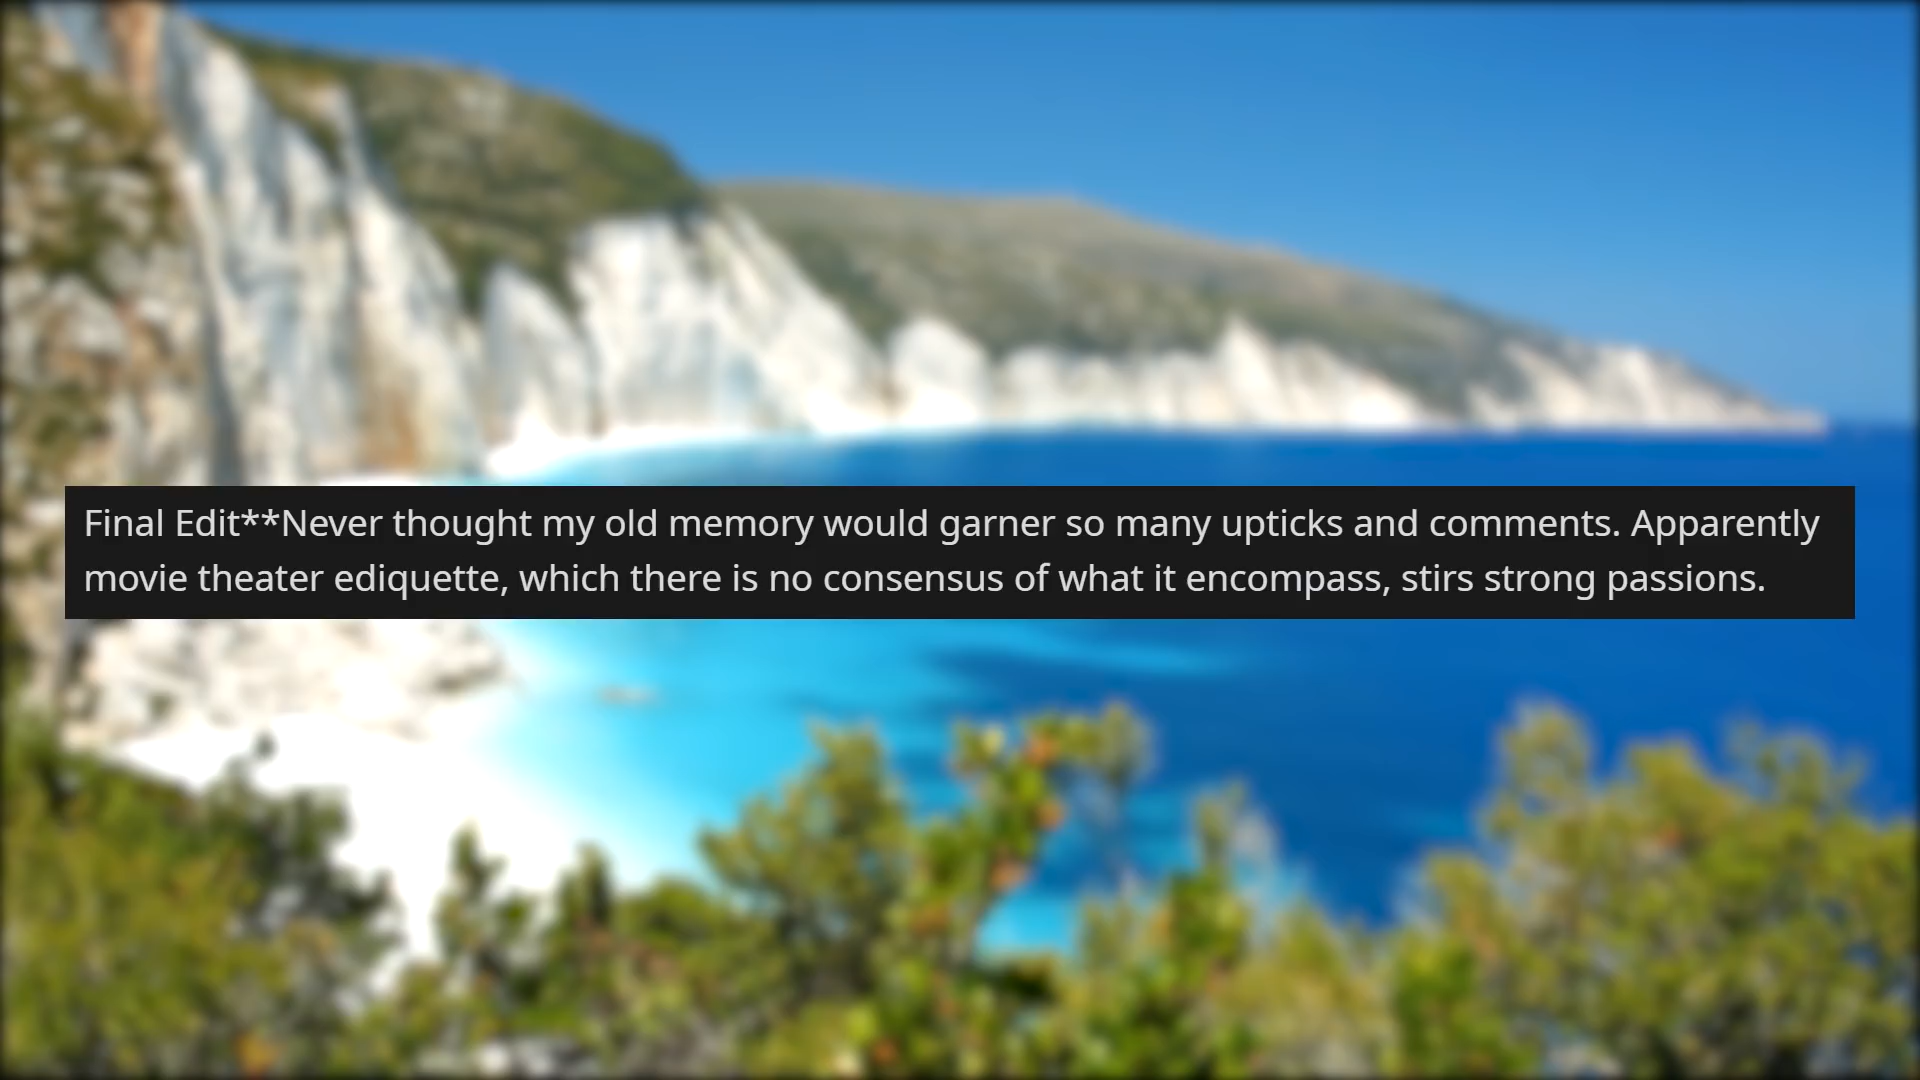 Final Edit**Never thought my old memory would garner so many upticks and comments. Apparently
movie theater ediquette, which there is no consensus of what it encompass, stirs strong passions.